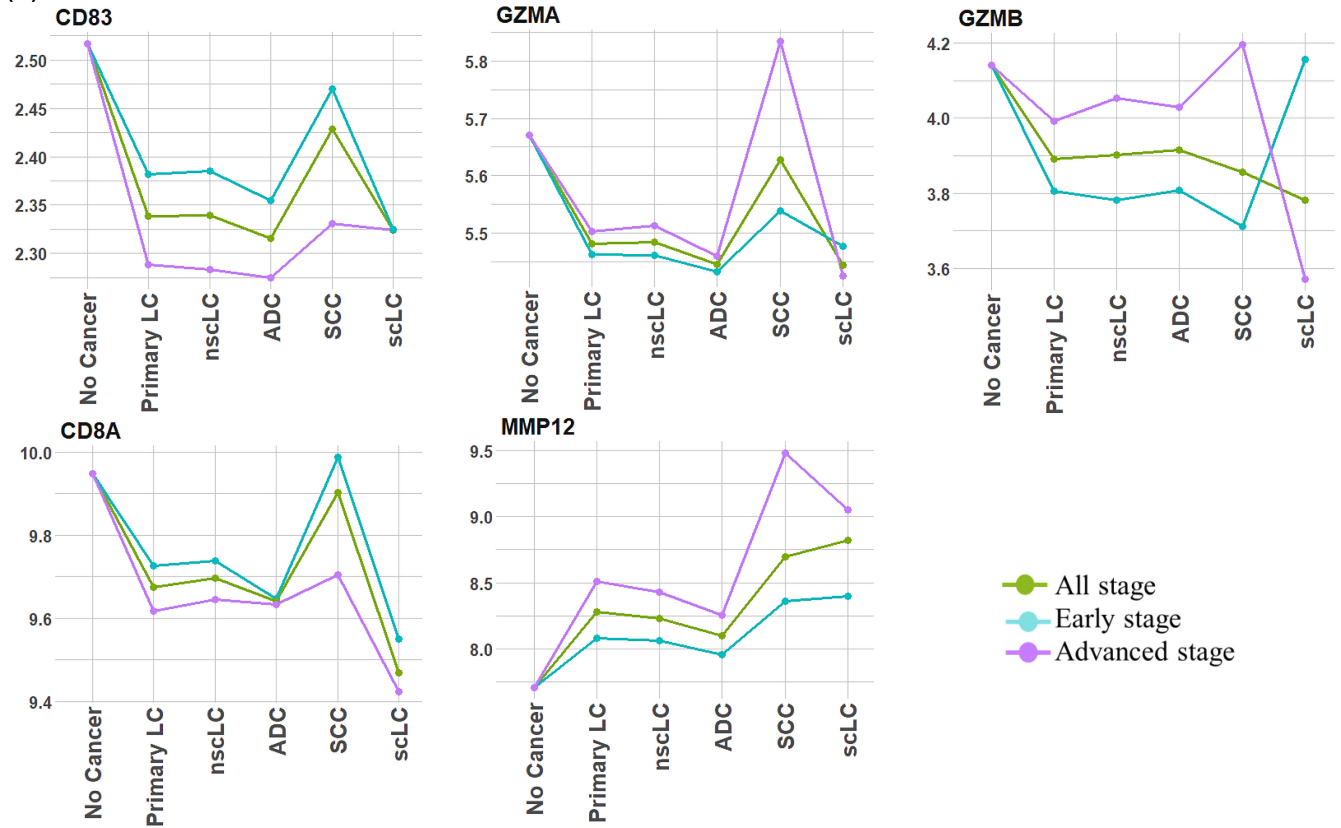 CD83
2.50
2.45
2.40
2.35
2.30
No Cancer
Primary LC
nscLC
ADC
SCC
scLC
GZMA
5.8
5.7
5.6
5.5
No Cancer
Primary LC
nscLC
ADC
SCC
scLC
GZMB
4.2
4.0
3.8
3.6
No Cancer
Primary LC
nscLC
ADC
SCC
scLC
CD8A
10.0
9.8
9.6
9.4
No Cancer
Primary LC
nscLC
ADC
SCC
scLC
MMP12
9.5
9.0
8.5
8.0
No Cancer
Primary LC
nscLC
ADC
SCC
scLC
All stage
Early stage
Advanced stage